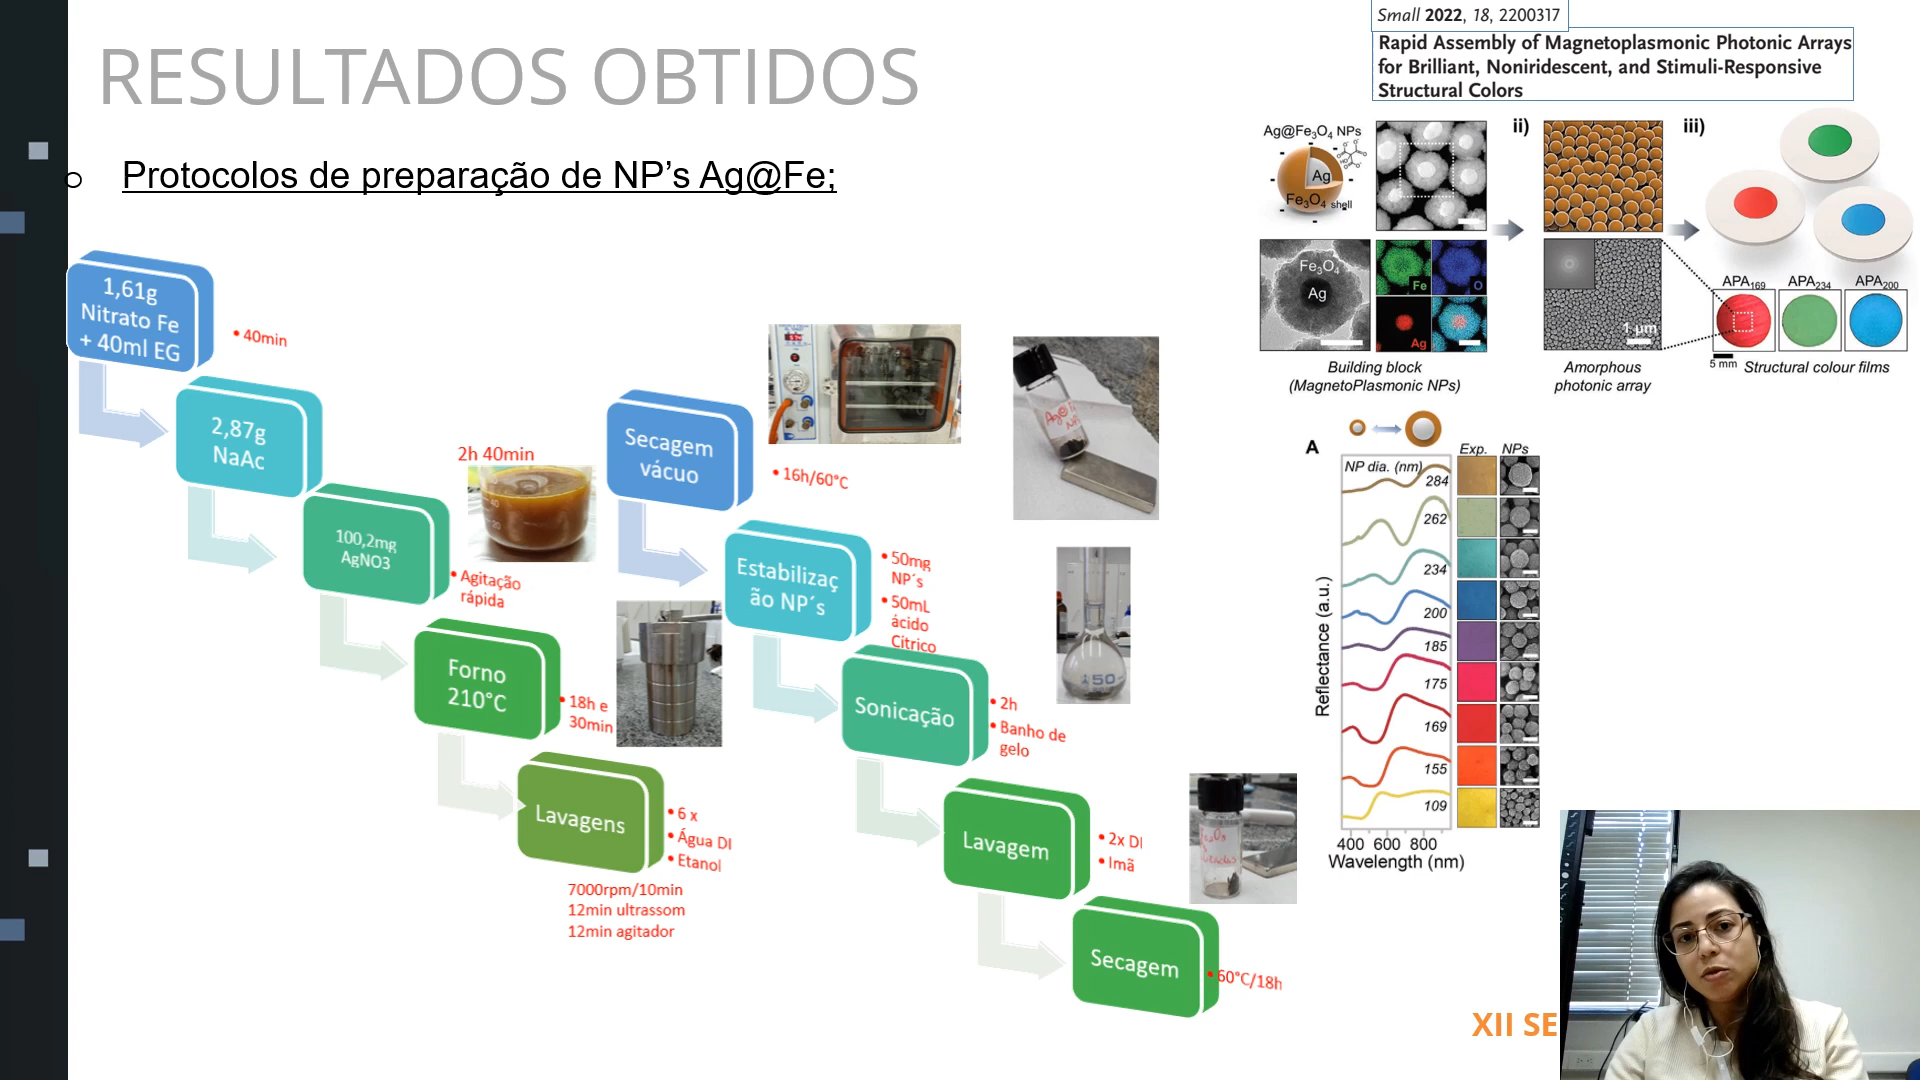 RESULTADOS OBTIDOS
Small 2022, 18, 2200317
Rapid Assembly of Magnetoplasmonic Photonic Arrays
for Brilliant, Noniridescent, and Stimuli-Responsive
Structural Colors
Protocolos de preparação de NP’s Ag@Fe;
1,61g
Nitrato Fe
+ 40ml EG
40min
2,87g
NaAc
100,2mg
AgNO3
2h 40min
Agitação
rápida
Forno
210°C
18h e
30min
Lavagens
6 x
Água DI
Etanol
7000rpm/10min
12min ultrassom
12min agitador
Secagem
vácuo
16h/60°C
Estabilizaç
ão NP´s
50mg
NP´s
50mL
ácido
Cítrico
Sonicação
2h
Banho de
gelo
Lavagem
2x DI
Imã
Secagem
60°C/18h
50
Ag@Fe₃O₄ NPs
Ag
Fe₃O₄ shell
Fe₃O₄
Ag
Fe
O
Ag
Building block
(MagnetoPlasmonic NPs)
ii)
1 µm
Amorphous
photonic array
iii)
APA₁₆₉ APA₂₃₄ APA₂₀₀
5 mm
Structural colour films
A
Exp. NPs
NP dia. (nm)
284
262
234
200
185
175
169
155
109
Reflectance (a.u.)
400 600 800
Wavelength (nm)
XII SE